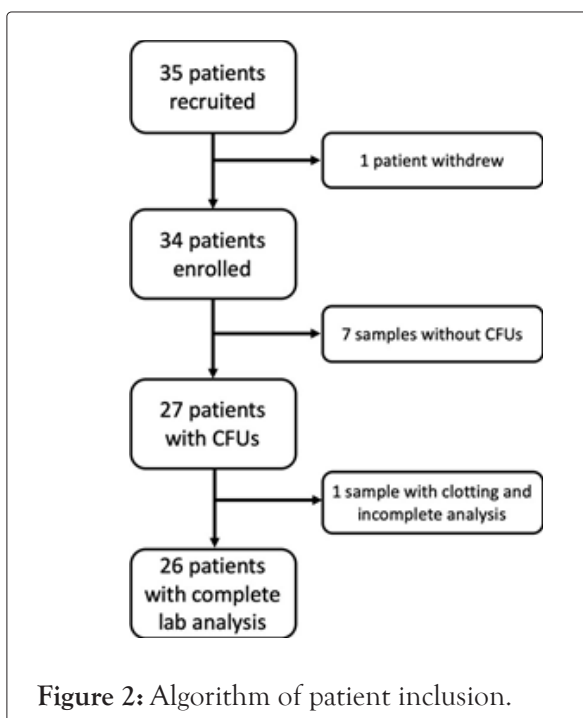 35 patients
recruited
1 patient withdrew
34 patients
enrolled
7 samples without CFUs
27 patients
with CFUs
1 sample with clotting and
incomplete analysis
26 patients
with complete
lab analysis
Figure 2: Algorithm of patient inclusion.